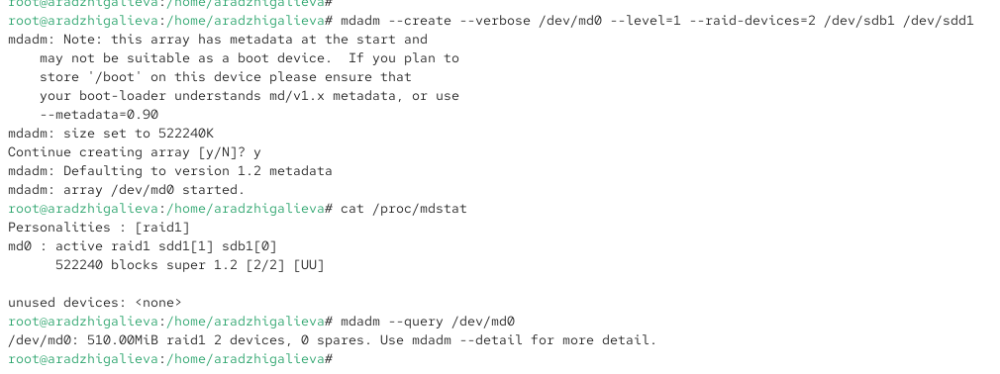 root@aradzhigalieva:/home/aradzhigalieva#
root@aradzhigalieva:/home/aradzhigalieva# mdadm --create --verbose /dev/md0 --level=1 --raid-devices=2 /dev/sdb1 /dev/sdd1
mdadm: Note: this array has metadata at the start and
    may not be suitable as a boot device.  If you plan to
    store '/boot' on this device please ensure that
    your boot-loader understands md/v1.x metadata, or use
    --metadata=0.90
mdadm: size set to 522240K
Continue creating array [y/N]? y
mdadm: Defaulting to version 1.2 metadata
mdadm: array /dev/md0 started.
root@aradzhigalieva:/home/aradzhigalieva# cat /proc/mdstat
Personalities : [raid1]
md0 : active raid1 sdd1[1] sdb1[0]
      522240 blocks super 1.2 [2/2] [UU]

unused devices: <none>
root@aradzhigalieva:/home/aradzhigalieva# mdadm --query /dev/md0
/dev/md0: 510.00MiB raid1 2 devices, 0 spares. Use mdadm --detail for more detail.
root@aradzhigalieva:/home/aradzhigalieva#